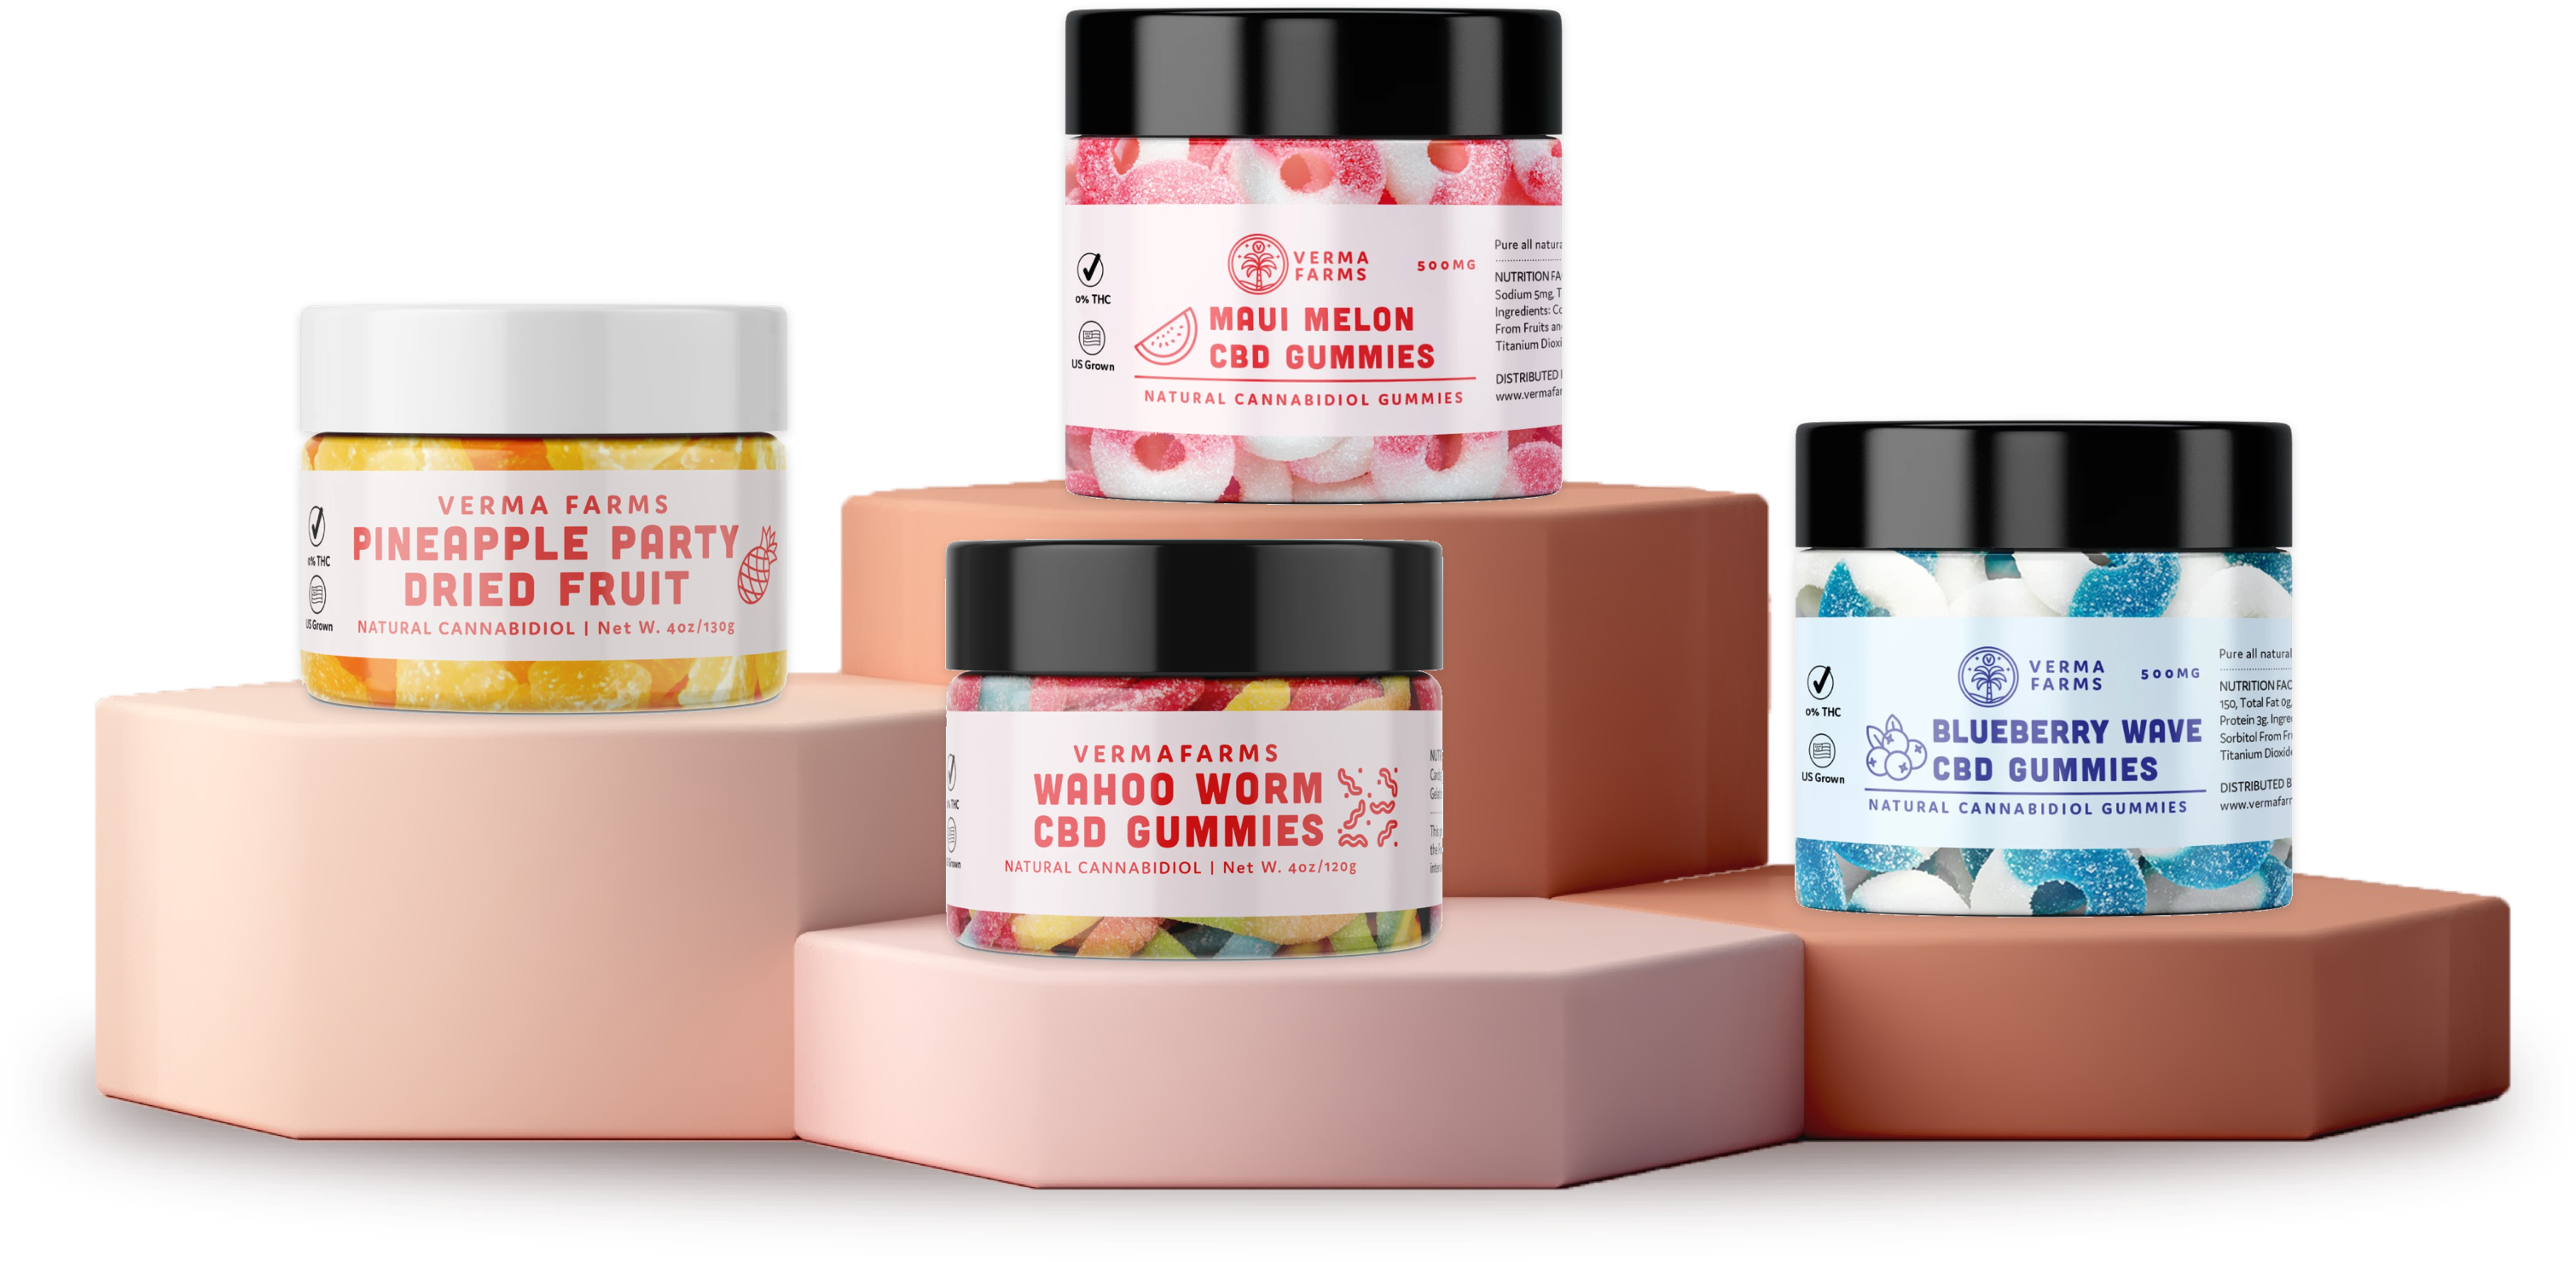 VERMA FARMS
PINEAPPLE PARTY
DRIED FRUIT
NATURAL CANNABIDIOL | Net W. 4oz/130g
0% THC
US Grown
VERMA
FARMS
500MG
MAUI MELON
CBD GUMMIES
NATURAL CANNABIDIOL GUMMIES
0% THC
US Grown
Pure all natura
NUTRITION FA
Sodium 5mg, T
Ingredients: Co
From Fruits an
Titanium Dioxi
DISTRIBUTED
www.vermafar
VERMAFARMS
WAHOO WORM
CBD GUMMIES
NATURAL CANNABIDIOL | Net W. 4oz/120g
THC
VERMA
FARMS
500MG
BLUEBERRY WAVE
CBD GUMMIES
NATURAL CANNABIDIOL GUMMIES
0% THC
US Grown
Pure all natural
NUTRITION FAC
150, Total Fat 0g,
Protein 3g. Ingre
Sorbitol From Fr
Titanium Dioxid
DISTRIBUTED B
www.vermafar